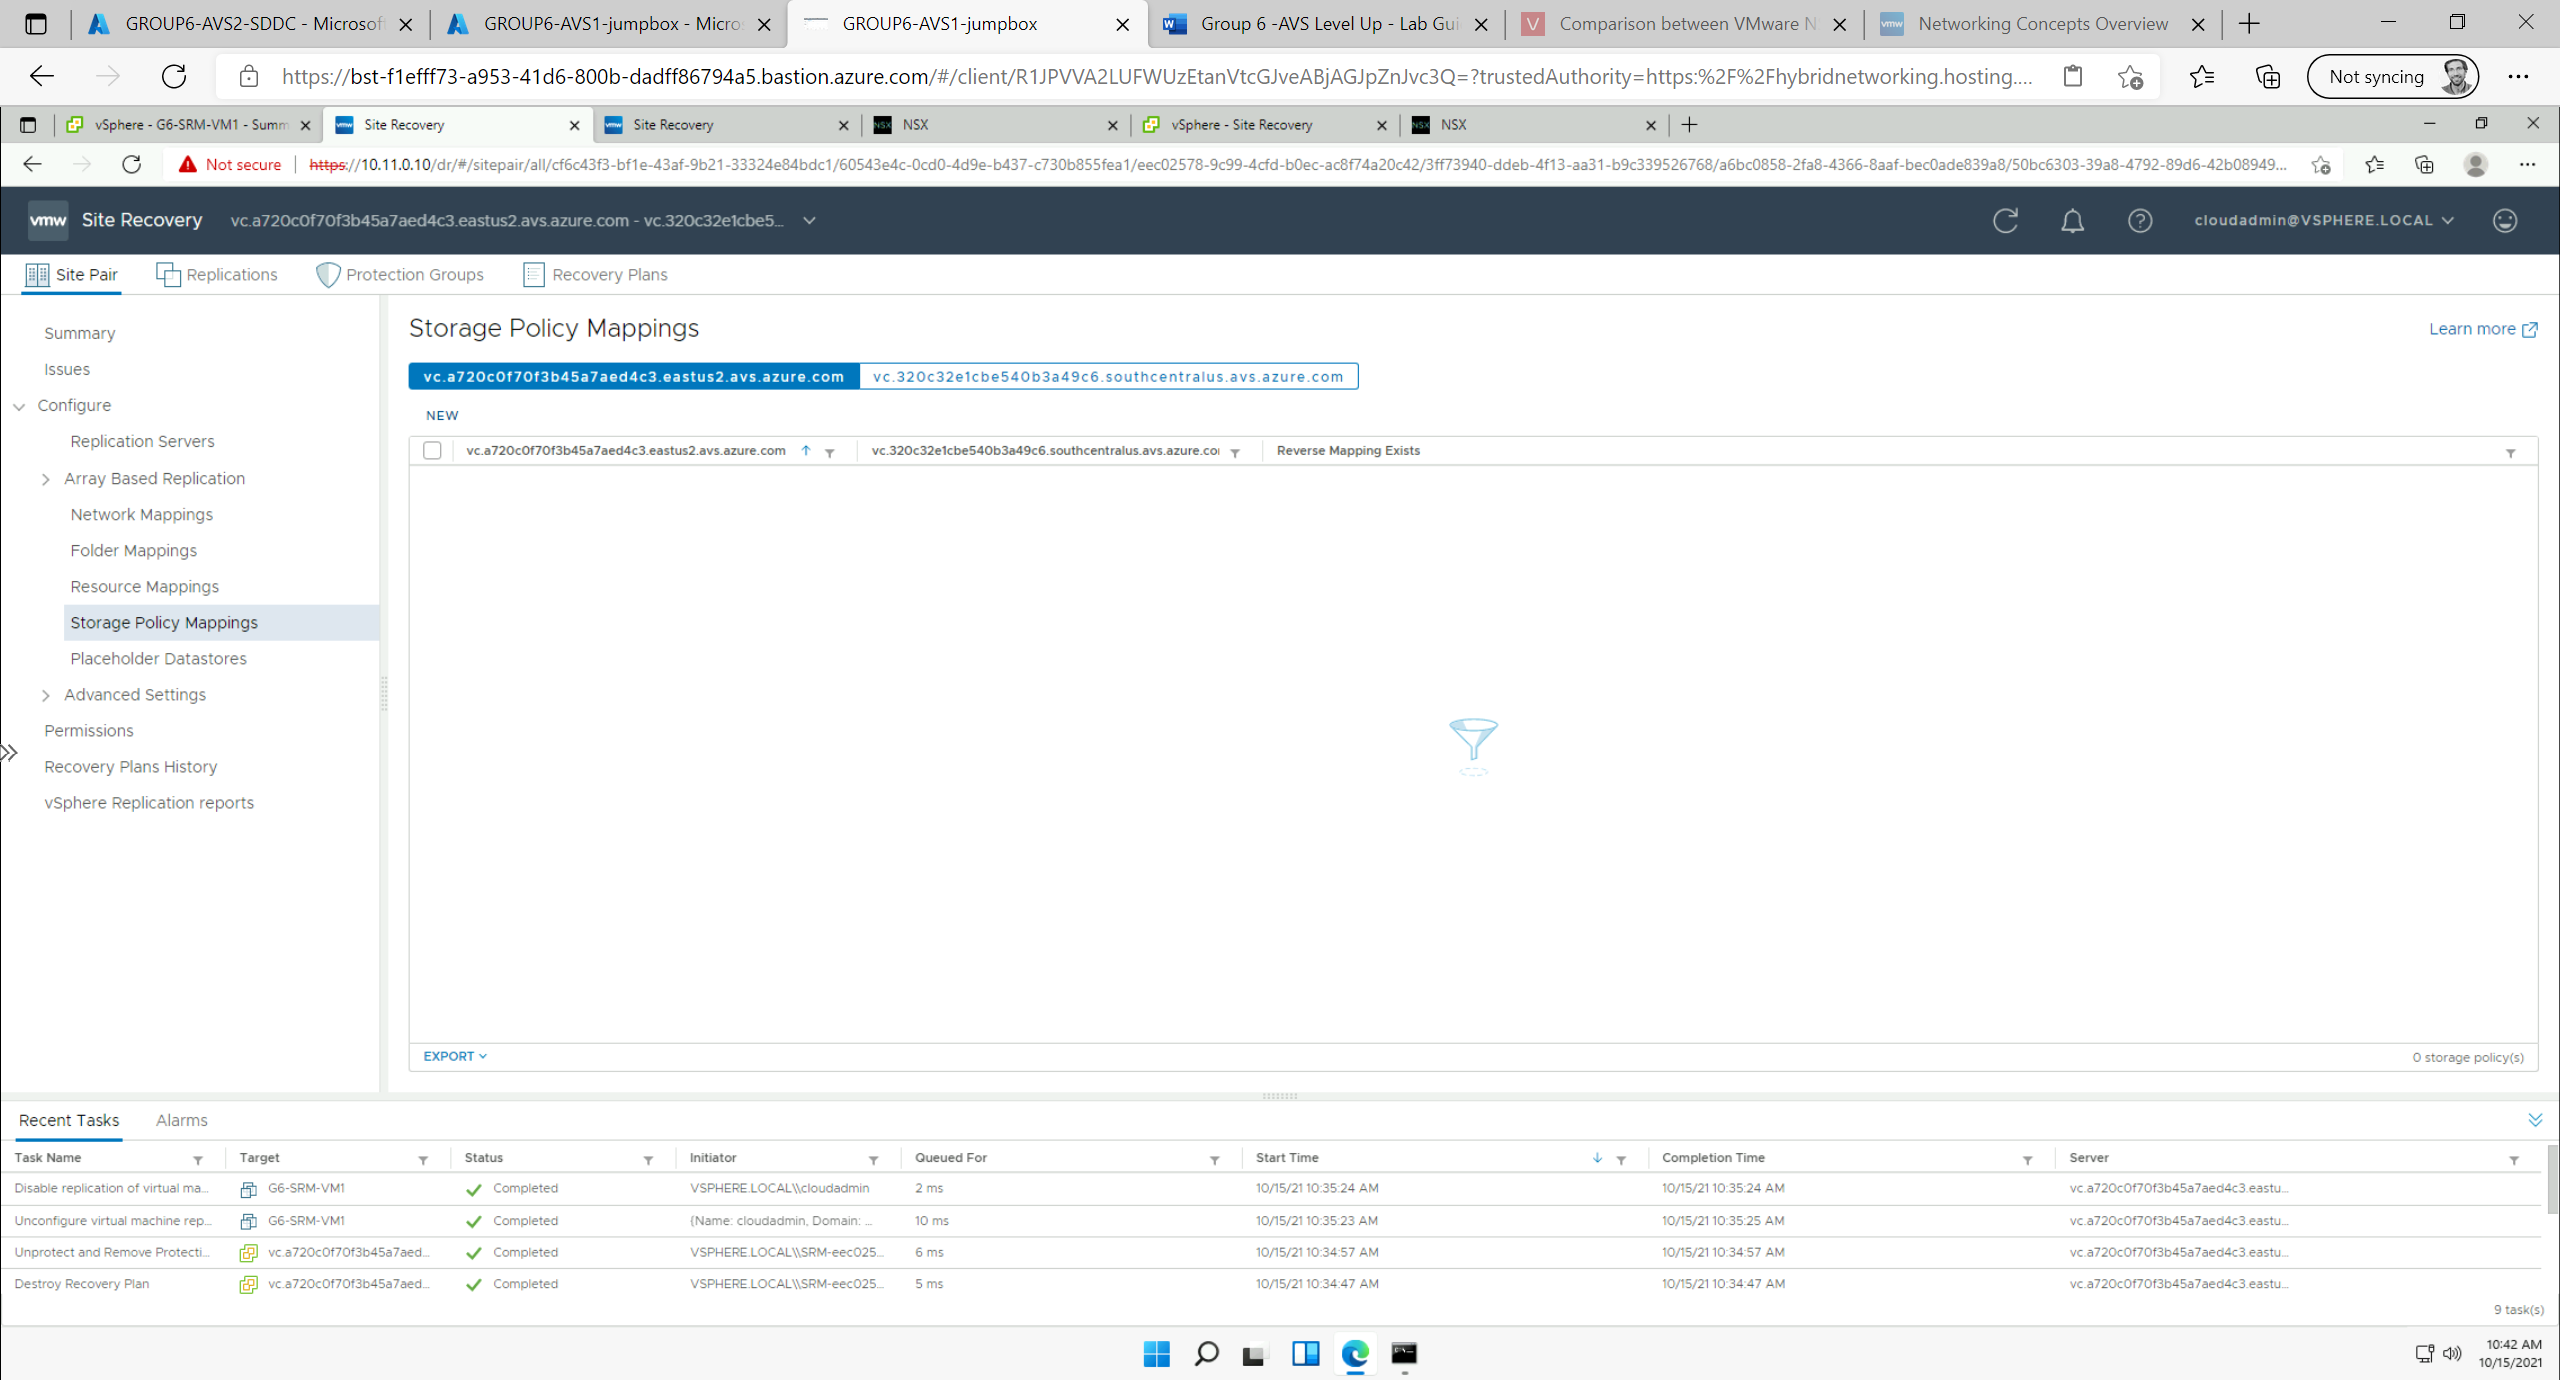 GROUP6-AVS2-SDDC - Microsof
GROUP6-AVS1-jumpbox - Micro
GROUP6-AVS1-jumpbox
Group 6 -AVS Level Up - Lab Gui
Comparison between VMware N
Networking Concepts Overview
https://bst-f1efff73-a953-41d6-800b-dadff86794a5.bastion.azure.com/#/client/R1JPVVA2LUFWUzEtanVtcGJveABjAGJpZnJvc3Q=?trustedAuthority=https:%2F%2Fhybridnetworking.hosting....
Not syncing
vSphere - G6-SRM-VM1 - Summ
Site Recovery
Site Recovery
NSX
vSphere - Site Recovery
NSX
Not secure
https://10.11.0.10/dr/#/sitepair/all/cf6c43f3-bf1e-43af-9b21-33324e84bdc1/60543e4c-0cd0-4d9e-b437-c730b855fea1/eec02578-9c99-4cfd-b0ec-ac8f74a20c42/3ff73940-ddeb-4f13-aa31-b9c339526768/a6bc0858-2fa8-4366-8aaf-bec0ade839a8/50bc6303-39a8-4792-89d6-42b08949...
vmw Site Recovery
vc.a720c0f70f3b45a7aed4c3.eastus2.avs.azure.com - vc.320c32e1cbe5...
cloudadmin@VSPHERE.LOCAL
Site Pair
Replications
Protection Groups
Recovery Plans
Summary
Issues
Configure
Replication Servers
Array Based Replication
Network Mappings
Folder Mappings
Resource Mappings
Storage Policy Mappings
Placeholder Datastores
Advanced Settings
Permissions
Recovery Plans History
vSphere Replication reports
Storage Policy Mappings
Learn more
vc.a720c0f70f3b45a7aed4c3.eastus2.avs.azure.com
vc.320c32e1cbe540b3a49c6.southcentralus.avs.azure.com
NEW
vc.a720c0f70f3b45a7aed4c3.eastus2.avs.azure.com
vc.320c32e1cbe540b3a49c6.southcentralus.avs.azure.co
Reverse Mapping Exists
EXPORT
0 storage policy(s)
Recent Tasks
Alarms
Task Name Target Status Initiator Queued For Start Time Completion Time Server
Disable replication of virtual ma... G6-SRM-VM1 Completed VSPHERE.LOCAL\\cloudadmin 2 ms 10/15/21 10:35:24 AM 10/15/21 10:35:24 AM vc.a720c0f70f3b45a7aed4c3.eastu...
Unconfigure virtual machine rep... G6-SRM-VM1 Completed {Name: cloudadmin, Domain: ... 10 ms 10/15/21 10:35:23 AM 10/15/21 10:35:25 AM vc.a720c0f70f3b45a7aed4c3.eastu...
Unprotect and Remove Protecti... vc.a720c0f70f3b45a7aed... Completed VSPHERE.LOCAL\\SRM-eec025... 6 ms 10/15/21 10:34:57 AM 10/15/21 10:34:57 AM vc.a720c0f70f3b45a7aed4c3.eastu...
Destroy Recovery Plan vc.a720c0f70f3b45a7aed... Completed VSPHERE.LOCAL\\SRM-eec025... 5 ms 10/15/21 10:34:47 AM 10/15/21 10:34:47 AM vc.a720c0f70f3b45a7aed4c3.eastu...
9 task(s)
10:42 AM
10/15/2021